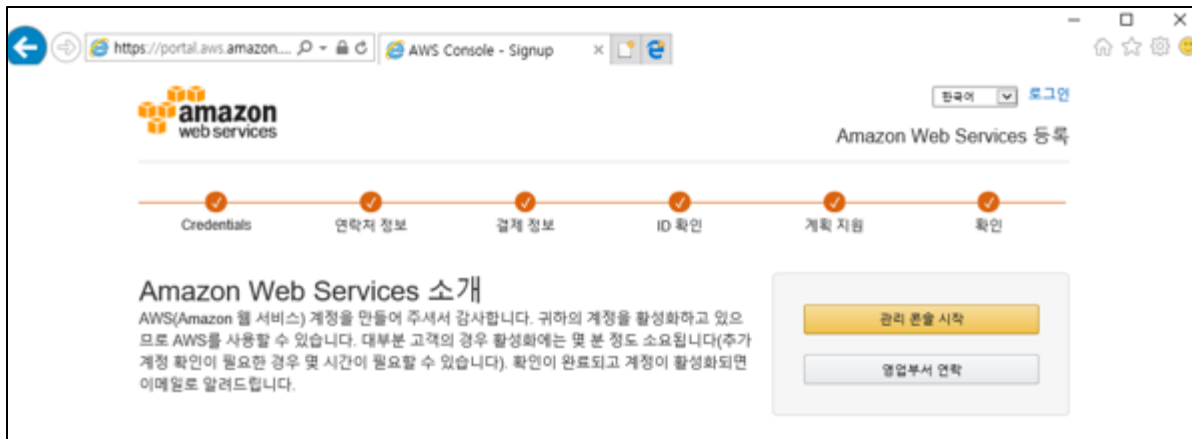 https://portal.aws.amazon....
AWS Console - Signup
amazon
web services
한국어
로그인
Amazon Web Services 등록
Credentials
연락처 정보
결제 정보
ID 확인
계획 지원
확인
Amazon Web Services 소개
AWS(Amazon 웹 서비스) 계정을 만들어 주셔서 감사합니다. 귀하의 계정을 활성화하고 있으
므로 AWS를 사용할 수 있습니다. 대부분 고객의 경우 활성화에는 몇 분 정도 소요됩니다(추가
계정 확인이 필요한 경우 몇 시간이 필요할 수 있습니다). 확인이 완료되고 계정이 활성화되면
이메일로 알려드립니다.
관리 콘솔 시작
영업부서 연락